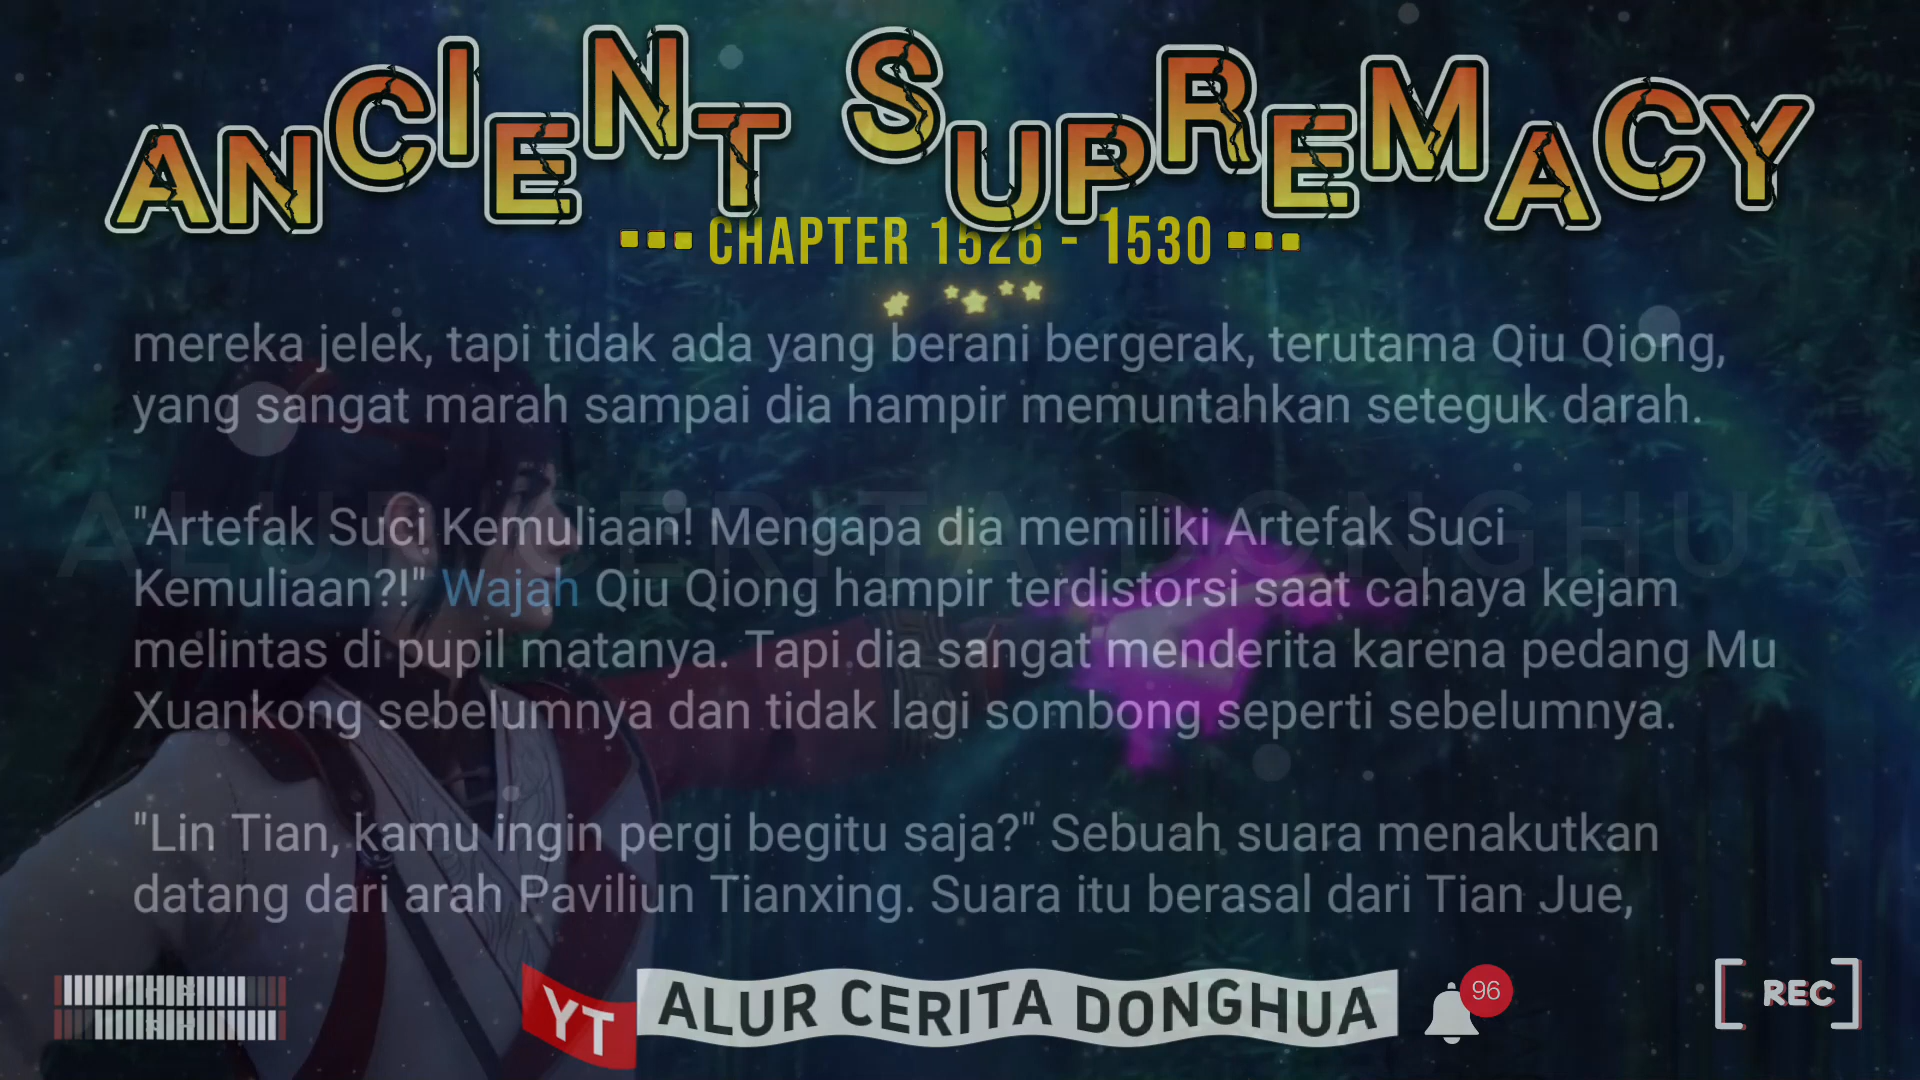 ANCIENT SUPREMACY
CHAPTER 1526 - 1530
mereka jelek, tapi tidak ada yang berani bergerak, terutama Qiu Qiong,
yang sangat marah sampai dia hampir memuntahkan seteguk darah.
ALUR CERITA DONGHUA
"Artefak Suci Kemuliaan! Mengapa dia memiliki Artefak Suci
Kemuliaan?!" Wajah Qiu Qiong hampir terdistorsi saat cahaya kejam
melintas di pupil matanya. Tapi dia sangat menderita karena pedang Mu
Xuankong sebelumnya dan tidak lagi sombong seperti sebelumnya.
"Lin Tian, kamu ingin pergi begitu saja?" Sebuah suara menakutkan
datang dari arah Paviliun Tianxing. Suara itu berasal dari Tian Jue,
YT ALUR CERITA DONGHUA 96
REC